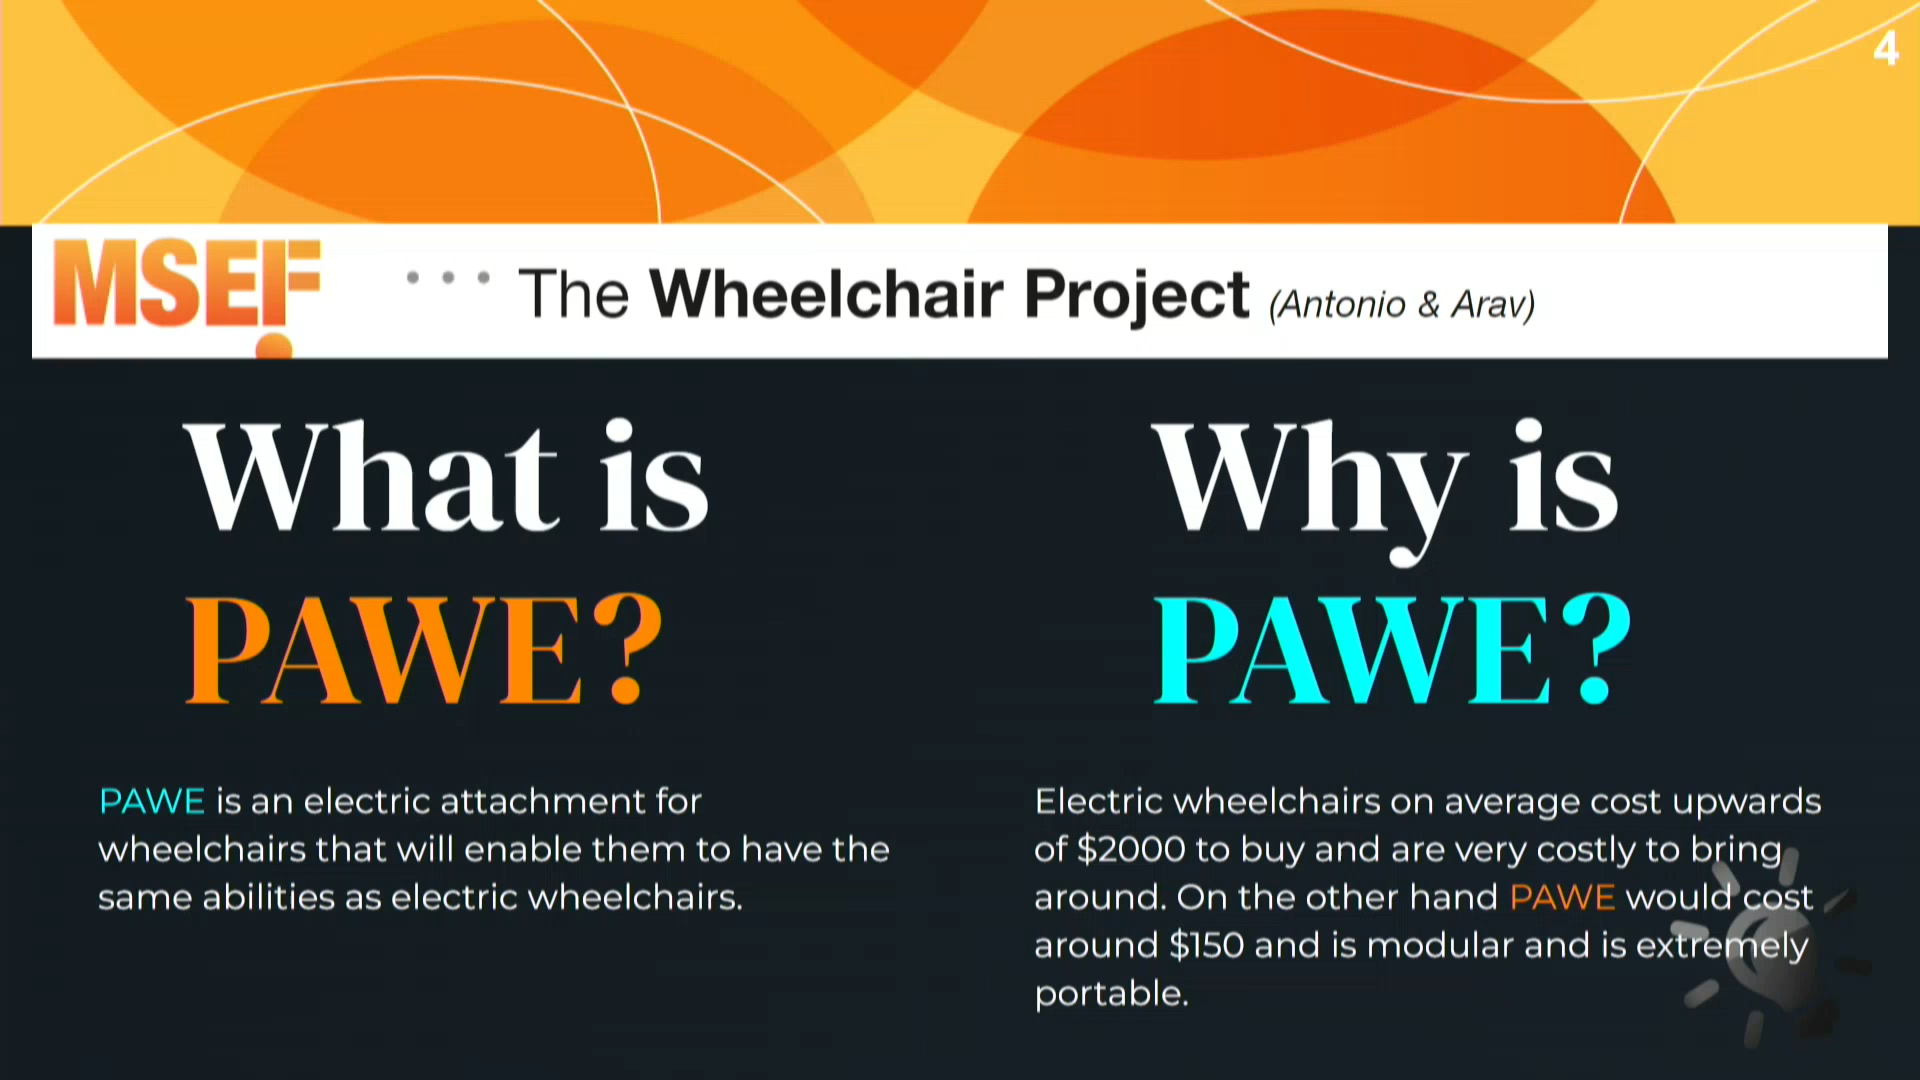 4
MSEF
The Wheelchair Project (Antonio & Arav)
What is
PAWE?
PAWE is an electric attachment for
wheelchairs that will enable them to have the
same abilities as electric wheelchairs.
Why is
PAWE?
Electric wheelchairs on average cost upwards
of $2000 to buy and are very costly to bring
around. On the other hand PAWE would cost
around $150 and is modular and is extremely
portable.